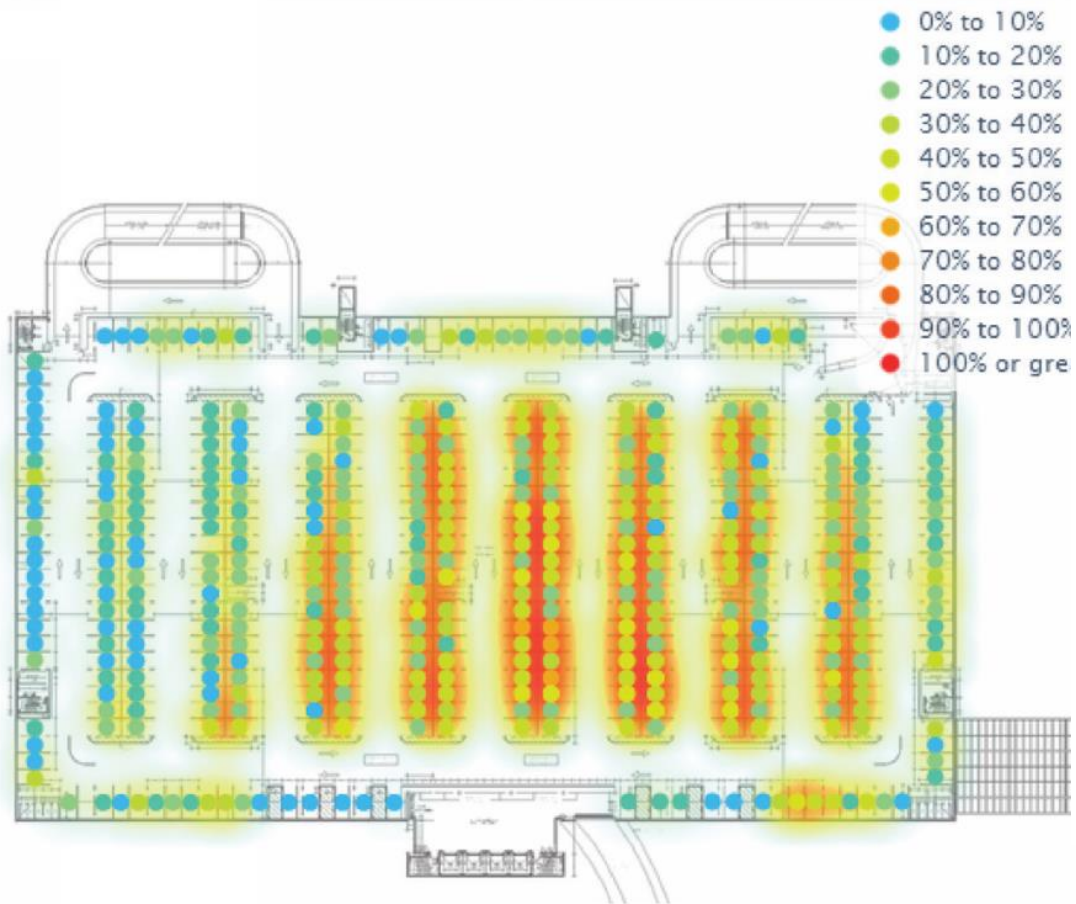 0% to 10%
10% to 20%
20% to 30%
30% to 40%
40% to 50%
50% to 60%
60% to 70%
70% to 80%
80% to 90%
90% to 100%
100% or gre